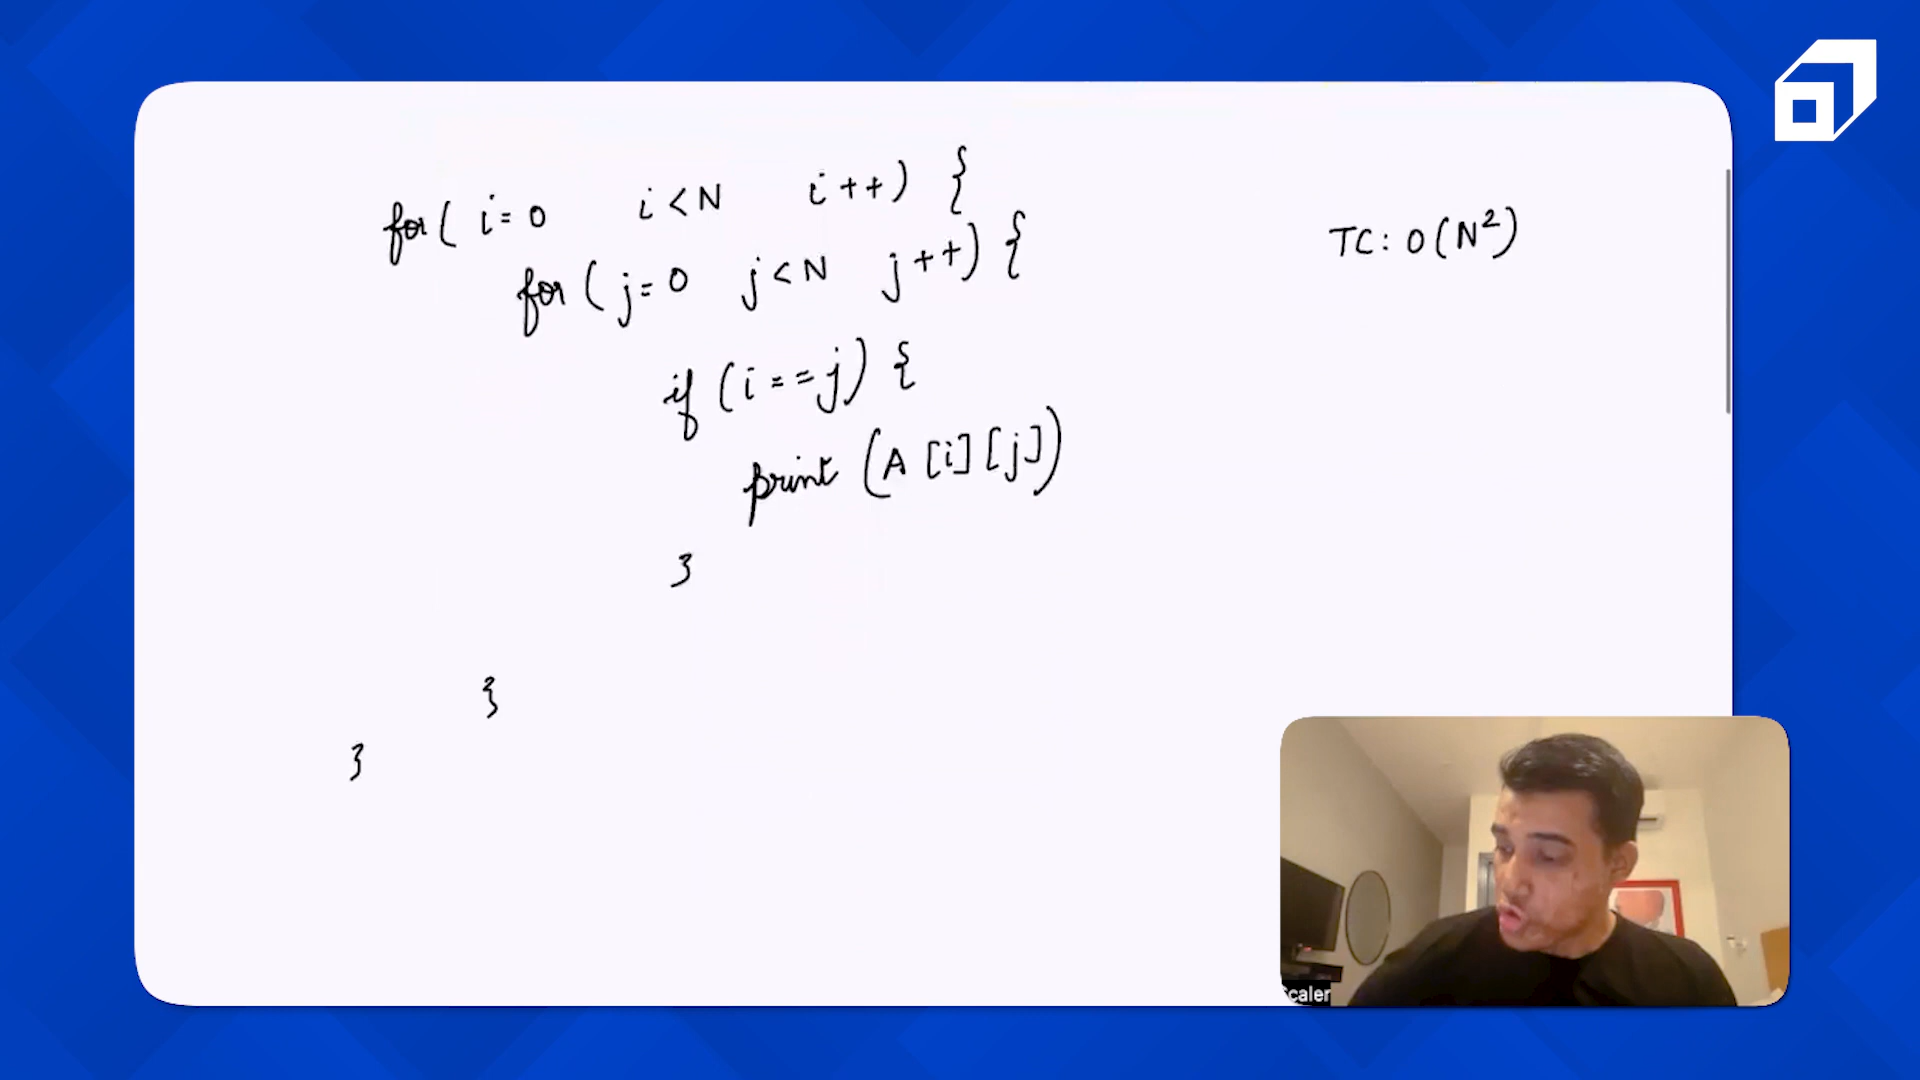 for( i=0 i<N i++) {
TC: O(N²)
for( j=0 j<N j++) {
if (i==j) {
print (A[i][j])
}
}
}
caler